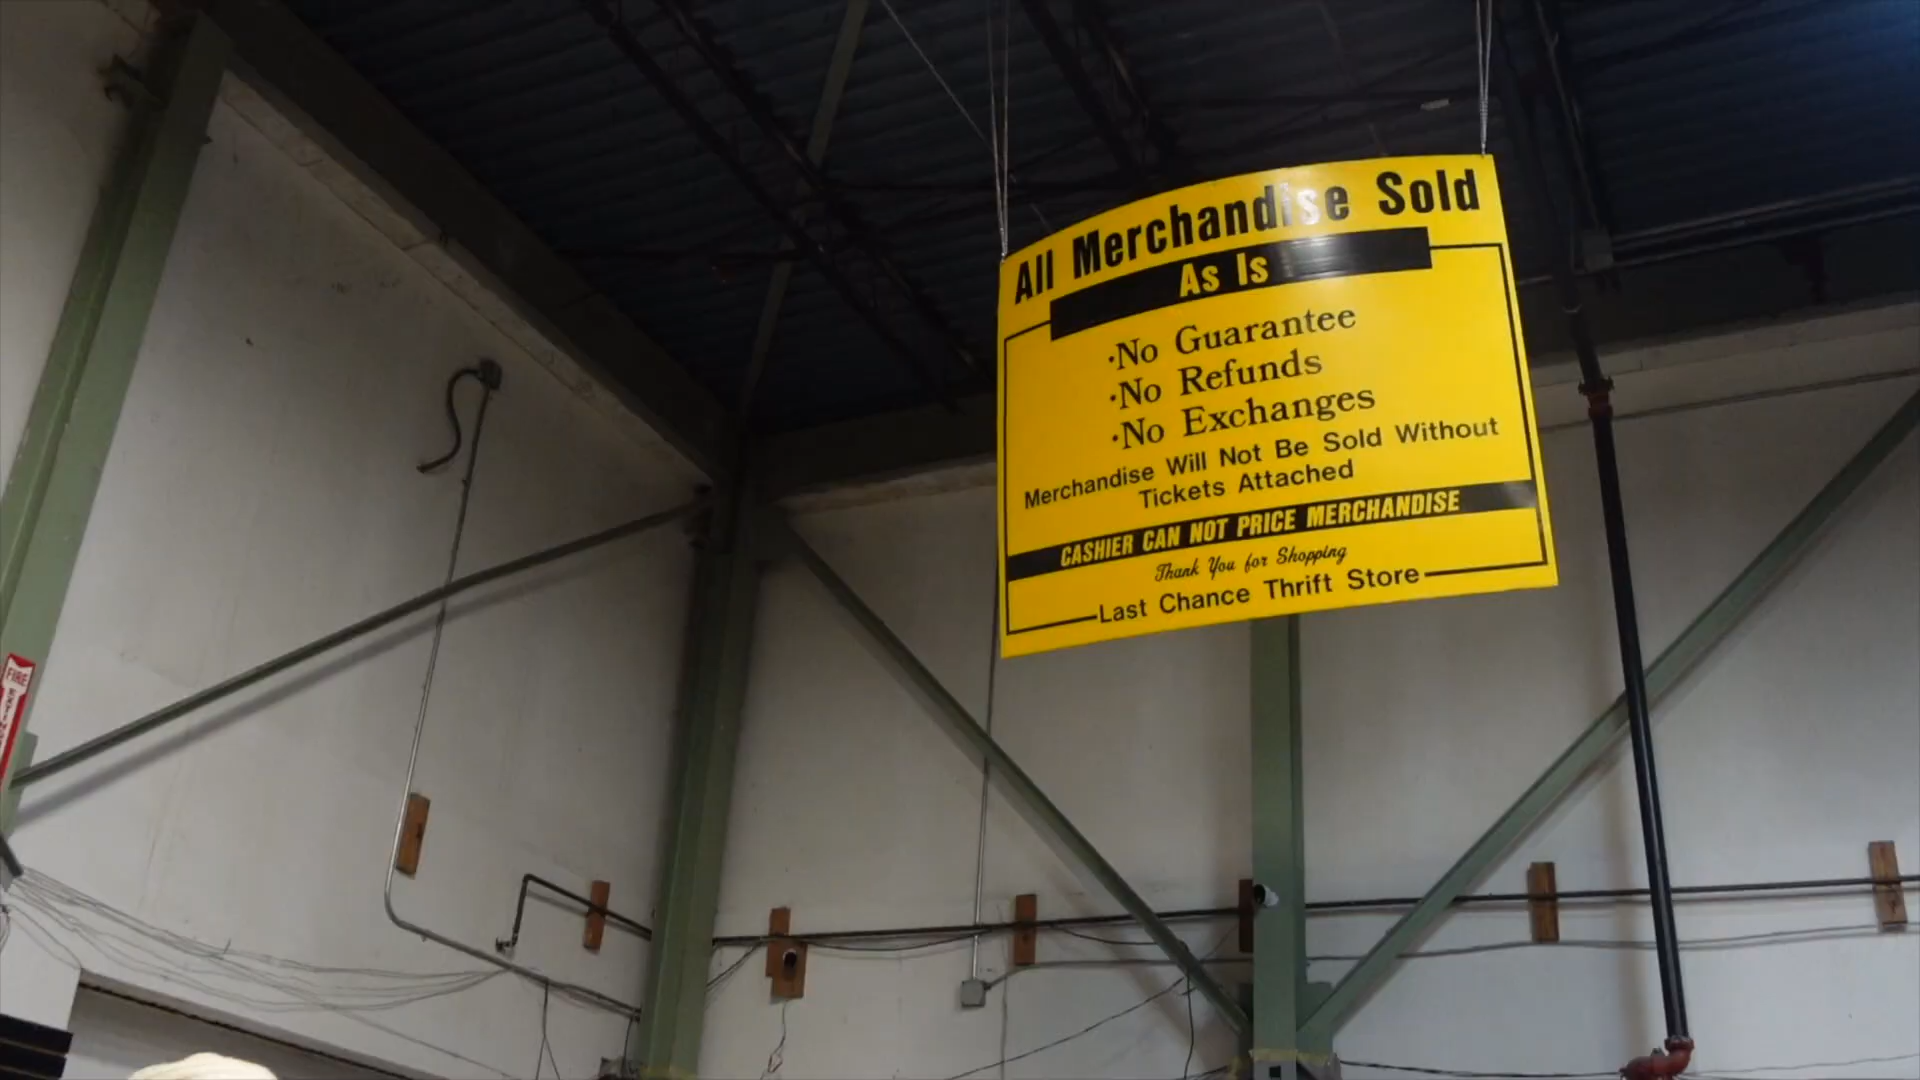 All Merchandise Sold
As Is
·No Guarantee
·No Refunds
·No Exchanges
Merchandise Will Not Be Sold Without
Tickets Attached
CASHIER CAN NOT PRICE MERCHANDISE
Thank You for Shopping
Last Chance Thrift Store
FIRE